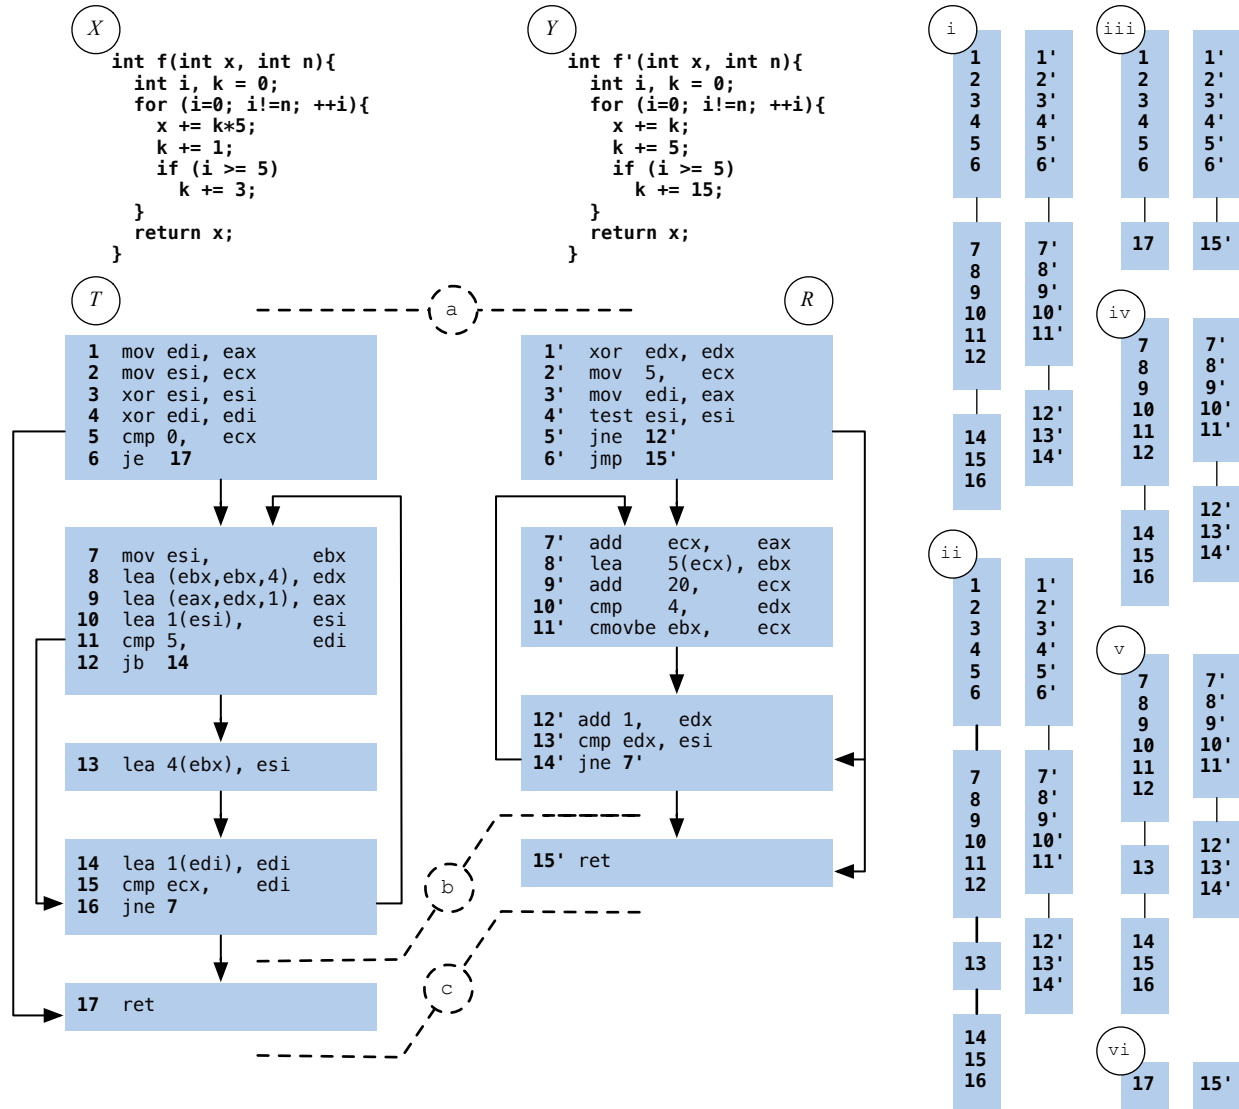 X
int f(int x, int n){
int i, k = 0;
for (i=0; i!=n; ++i){
x += k*5;
k += 1;
if (i >= 5)
k += 3;
}
return x;
}
Y
int f'(int x, int n){
int i, k = 0;
for (i=0; i!=n; ++i){
x += k;
k += 5;
if (i >= 5)
k += 15;
}
return x;
}
T
a
R
1 mov edi, eax
2 mov esi, ecx
3 xor esi, esi
4 xor edi, edi
5 cmp 0, ecx
6 je 17
7 mov esi, ebx
8 lea (ebx,ebx,4), edx
9 lea (eax,edx,1), eax
10 lea 1(esi), esi
11 cmp 5, edi
12 jb 14
13 lea 4(ebx), esi
14 lea 1(edi), edi
15 cmp ecx, edi
16 jne 7
17 ret
1' xor edx, edx
2' mov 5, ecx
3' mov edi, eax
4' test esi, esi
5' jne 12'
6' jmp 15'
7' add ecx, eax
8' lea 5(ecx), ebx
9' add 20, ecx
10' cmp 4, edx
11' cmovbe ebx, ecx
12' add 1, edx
13' cmp edx, esi
14' jne 7'
15' ret
b
c
i
1
2
3
4
5
6
7
8
9
10
11
12
14
15
16
1'
2'
3'
4'
5'
6'
7'
8'
9'
10'
11'
12'
13'
14'
ii
1
2
3
4
5
6
7
8
9
10
11
12
13
14
15
16
1'
2'
3'
4'
5'
6'
7'
8'
9'
10'
11'
12'
13'
14'
iii
1
2
3
4
5
6
17
1'
2'
3'
4'
5'
6'
15'
iv
7
8
9
10
11
12
14
15
16
7'
8'
9'
10'
11'
12'
13'
14'
v
7
8
9
10
11
12
13
14
15
16
7'
8'
9'
10'
11'
12'
13'
14'
vi
17
15'